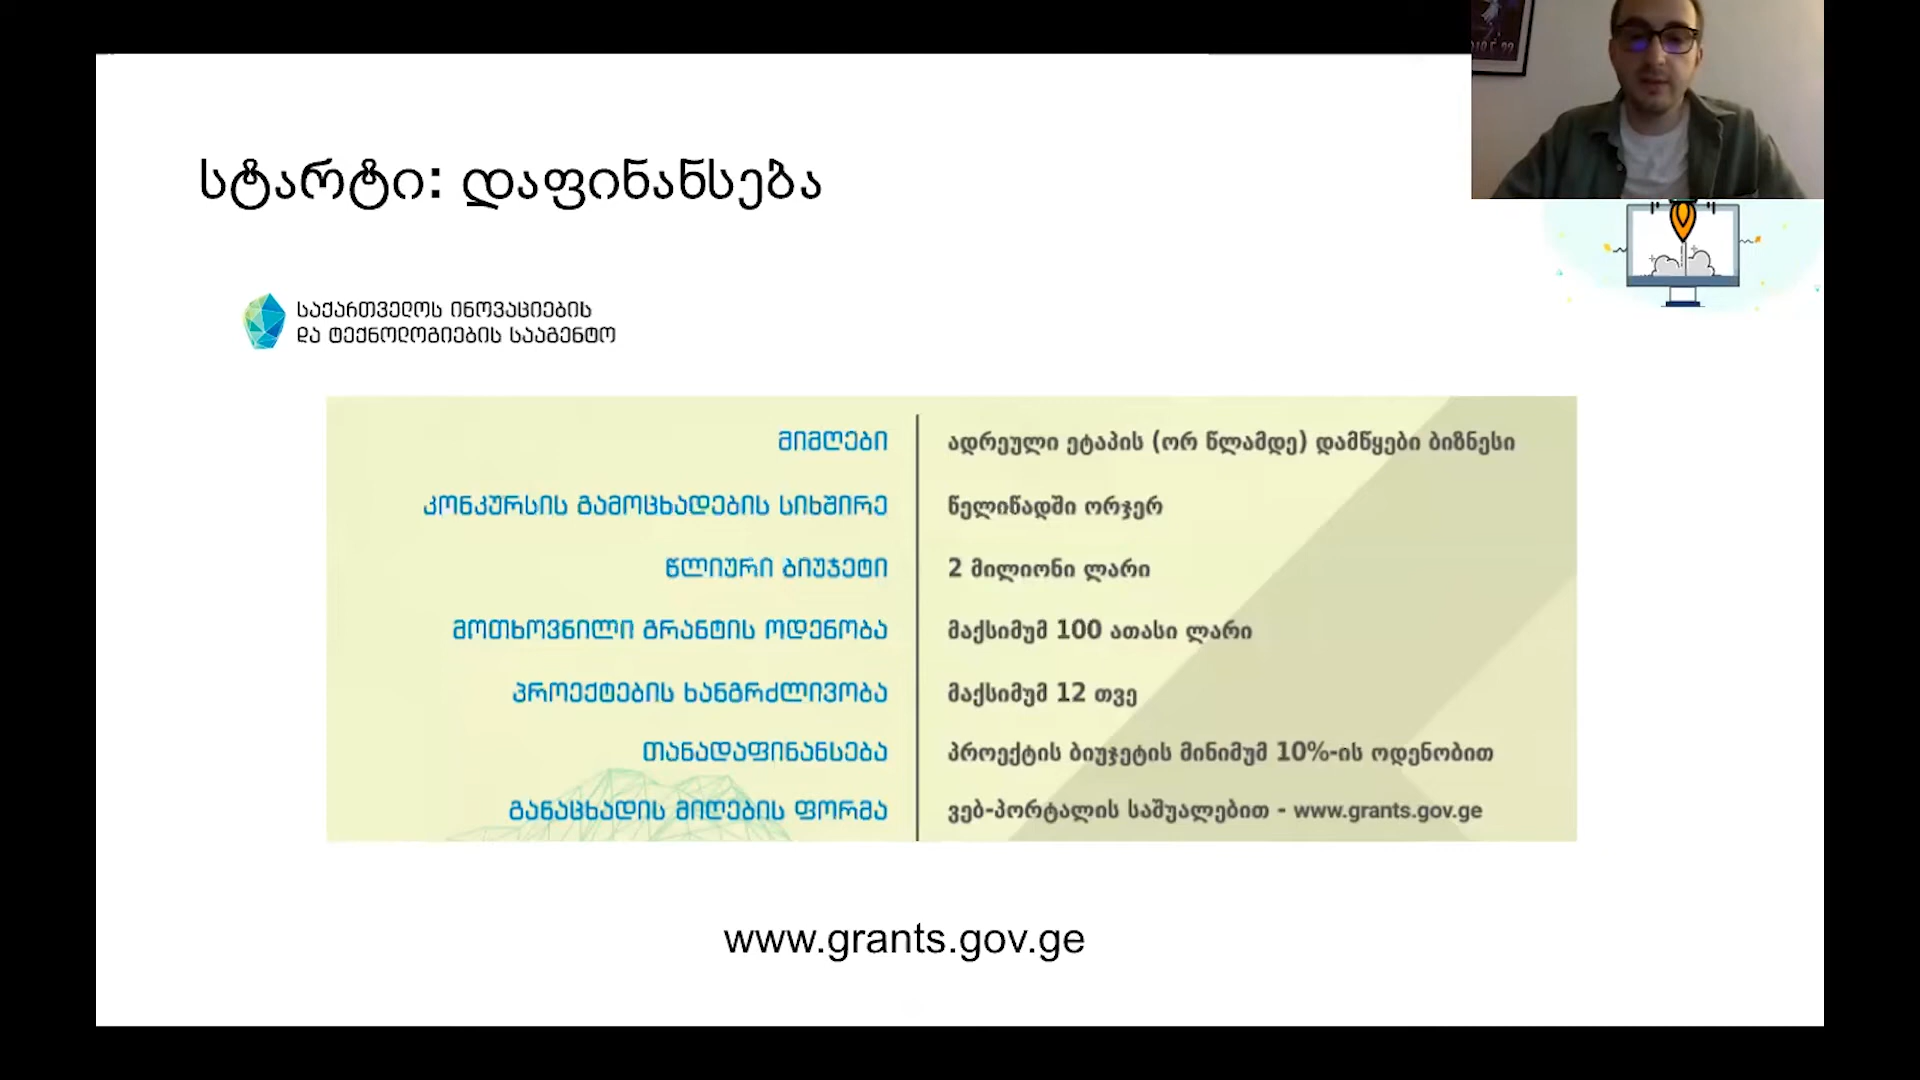 სტარტი: დაფინანსება
საქართველოს ინოვაციების
და ტექნოლოგიების სააგენტო
მიმღები
ადრეული ეტაპის (ორ წლამდე) დამწყები ბიზნესი
კონკურსის გამოცხადების სიხშირე
წელიწადში ორჯერ
წლიური ბიუჯეტი
2 მილიონი ლარი
მოთხოვნილი გრანტის ოდენობა
მაქსიმუმ 100 ათასი ლარი
პროექტების ხანგრძლივობა
მაქსიმუმ 12 თვე
თანადაფინანსება
პროექტის ბიუჯეტის მინიმუმ 10%-ის ოდენობით
განაცხადის მიღების ფორმა
ვებ-პორტალის საშუალებით - www.grants.gov.ge
www.grants.gov.ge